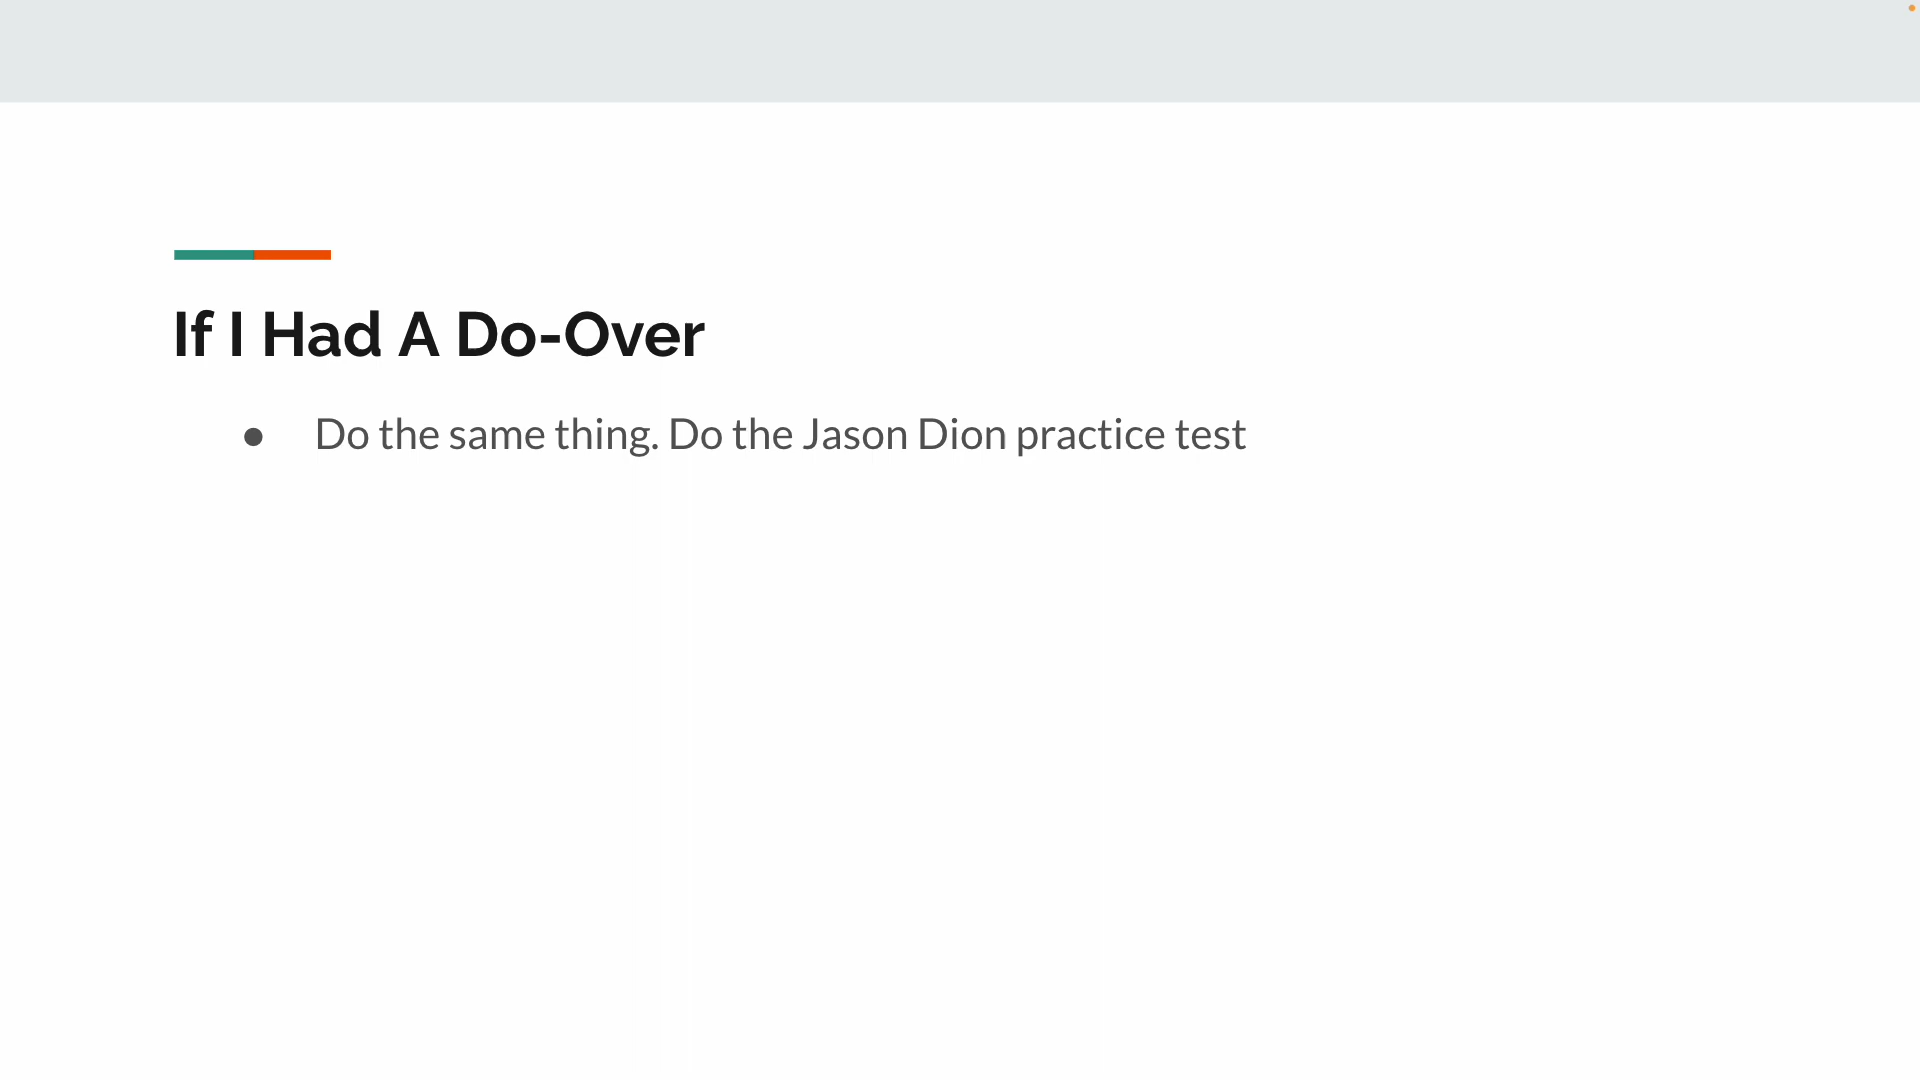 If I Had A Do-Over
● Do the same thing. Do the Jason Dion practice test